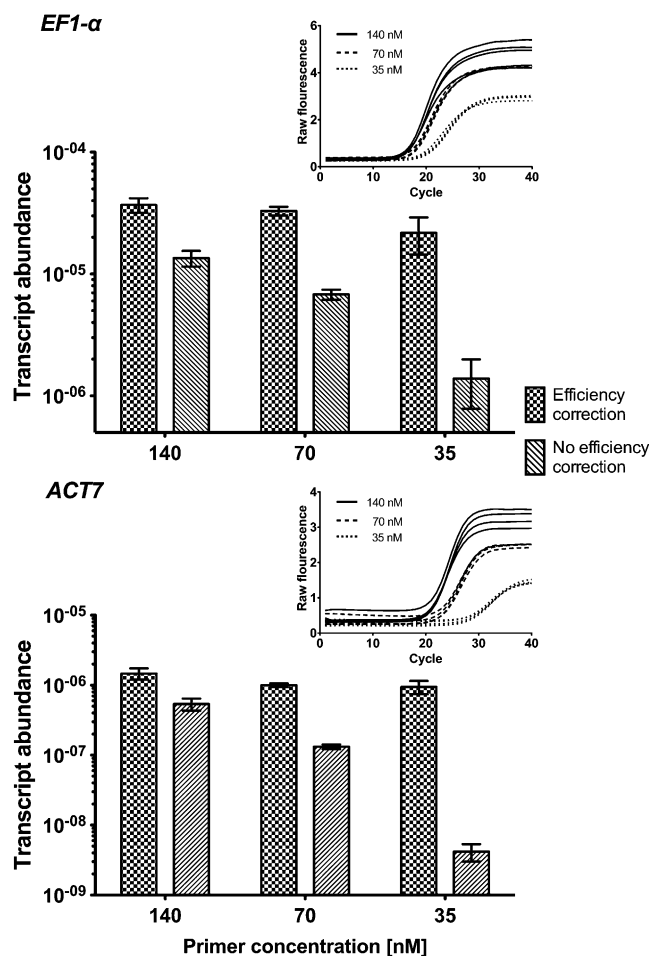 EF1-α
Raw flourescence
6
4
2
0
140 nM
70 nM
35 nM
0 10 20 30 40
Cycle
Transcript abundance
10-04
10-05
10-06
140 70 35
Efficiency
correction
No efficiency
correction
ACT7
Raw flourescence
4
3
2
1
0
140 nM
70 nM
35 nM
0 10 20 30 40
Cycle
Transcript abundance
10-05
10-06
10-07
10-08
10-09
140 70 35
Primer concentration [nM]